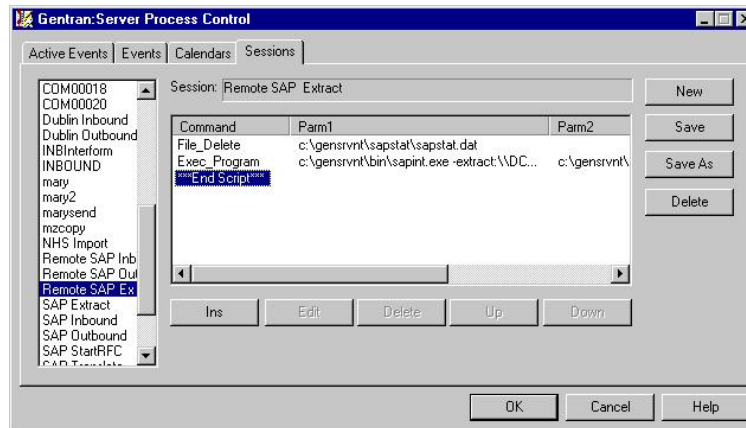 Gentran:Server Process Control
Active Events Events Calendars Sessions
COM00018
COM00020
Dublin Inbound
Dublin Outbound
INBInterform
INBOUND
mary
mary2
marysend
mzcopy
NHS Import
Remote SAP Inb
Remote SAP Out
Remote SAP Ex
SAP Extract
SAP Inbound
SAP Outbound
SAP StartRFC
SAP Translate
Session: Remote SAP Extract
Command Parm1 Parm2
File_Delete c:\gensrvnt\sapstat\sapstat.dat
Exec_Program c:\gensrvnt\bin\sapint.exe -extract:\\DC... c:\gensrvnt\
***End Script***
Ins Edit Delete Up Down
New
Save
Save As
Delete
OK Cancel Help